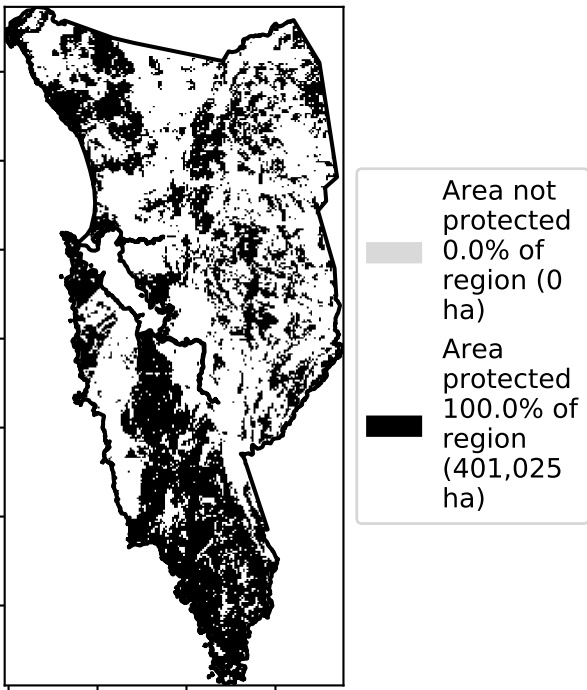 Area not
protected
0.0% of
region (0
ha)
Area
protected
100.0% of
region
(401,025
ha)